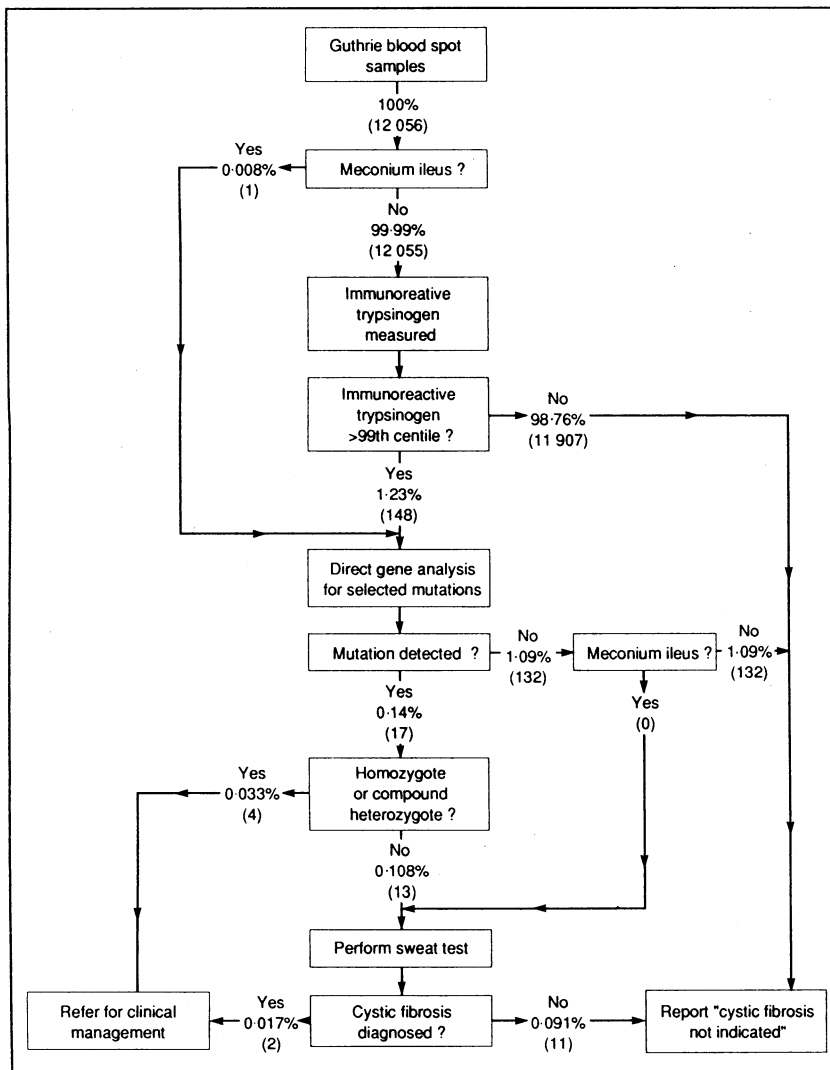 Guthrie blood spot
samples
100%
(12 056)
Yes
0·008%
(1)
Meconium ileus ?
No
99·99%
(12 055)
Immunoreative
trypsinogen
measured
Immunoreactive
trypsinogen
>99th centile ?
No
98·76%
(11 907)
Yes
1·23%
(148)
Direct gene analysis
for selected mutations
Mutation detected ?
No
1·09%
(132)
Meconium ileus ?
No
1·09%
(132)
Yes
0·14%
(17)
Yes
(0)
Yes
0·033%
(4)
Homozygote
or compound
heterozygote ?
No
0·108%
(13)
Perform sweat test
Refer for clinical
management
Yes
0·017%
(2)
Cystic fibrosis
diagnosed ?
No
0·091%
(11)
Report "cystic fibrosis
not indicated"